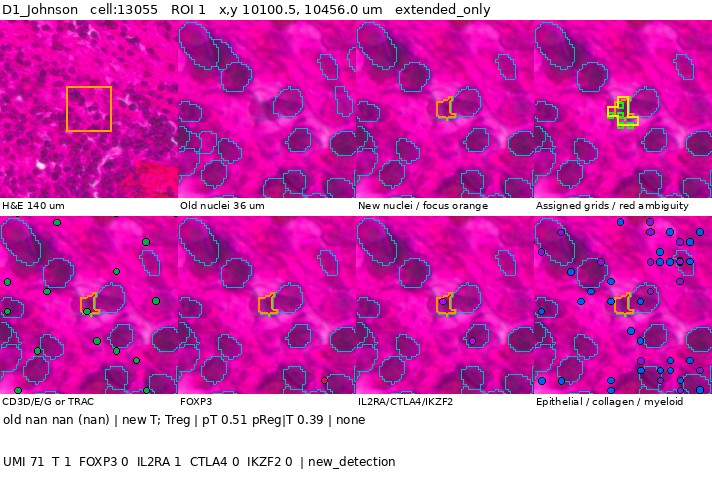 D1_Johnson   cell:13055   ROI 1   x,y 10100.5, 10456.0 um   extended_only
H&E 140 um
Old nuclei 36 um
New nuclei / focus orange
Assigned grids / red ambiguity
CD3D/E/G or TRAC
FOXP3
IL2RA/CTLA4/IKZF2
Epithelial / collagen / myeloid
old nan nan (nan) | new T; Treg | pT 0.51 pReg|T 0.39 | none
UMI 71  T 1  FOXP3 0  IL2RA 1  CTLA4 0  IKZF2 0  | new_detection